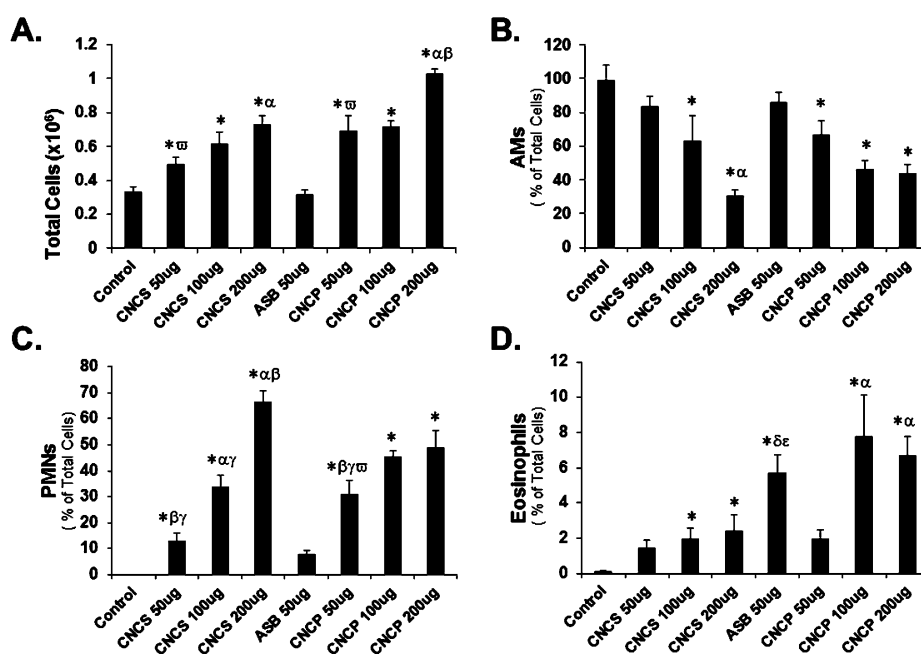 A.
Total Cells (x10⁶)
1.2
1
0.8
0.6
0.4
0.2
0
*ϖ
*
*α
*ϖ
*
*αβ
Control
CNCS 50ug
CNCS 100ug
CNCS 200ug
ASB 50ug
CNCP 50ug
CNCP 100ug
CNCP 200ug
B.
AMs
( % of Total Cells)
120
100
80
60
40
20
0
*
*α
*
*
*
Control
CNCS 50ug
CNCS 100ug
CNCS 200ug
ASB 50ug
CNCP 50ug
CNCP 100ug
CNCP 200ug
C.
PMNs
( % of Total Cells)
80
70
60
50
40
30
20
10
0
*βγ
*αγ
*αβ
*βγϖ
*
*
Control
CNCS 50ug
CNCS 100ug
CNCS 200ug
ASB 50ug
CNCP 50ug
CNCP 100ug
CNCP 200ug
D.
Eosinophils
( % of Total Cells)
12
10
8
6
4
2
0
*
*
*δε
*α
*α
Control
CNCS 50ug
CNCS 100ug
CNCS 200ug
ASB 50ug
CNCP 50ug
CNCP 100ug
CNCP 200ug